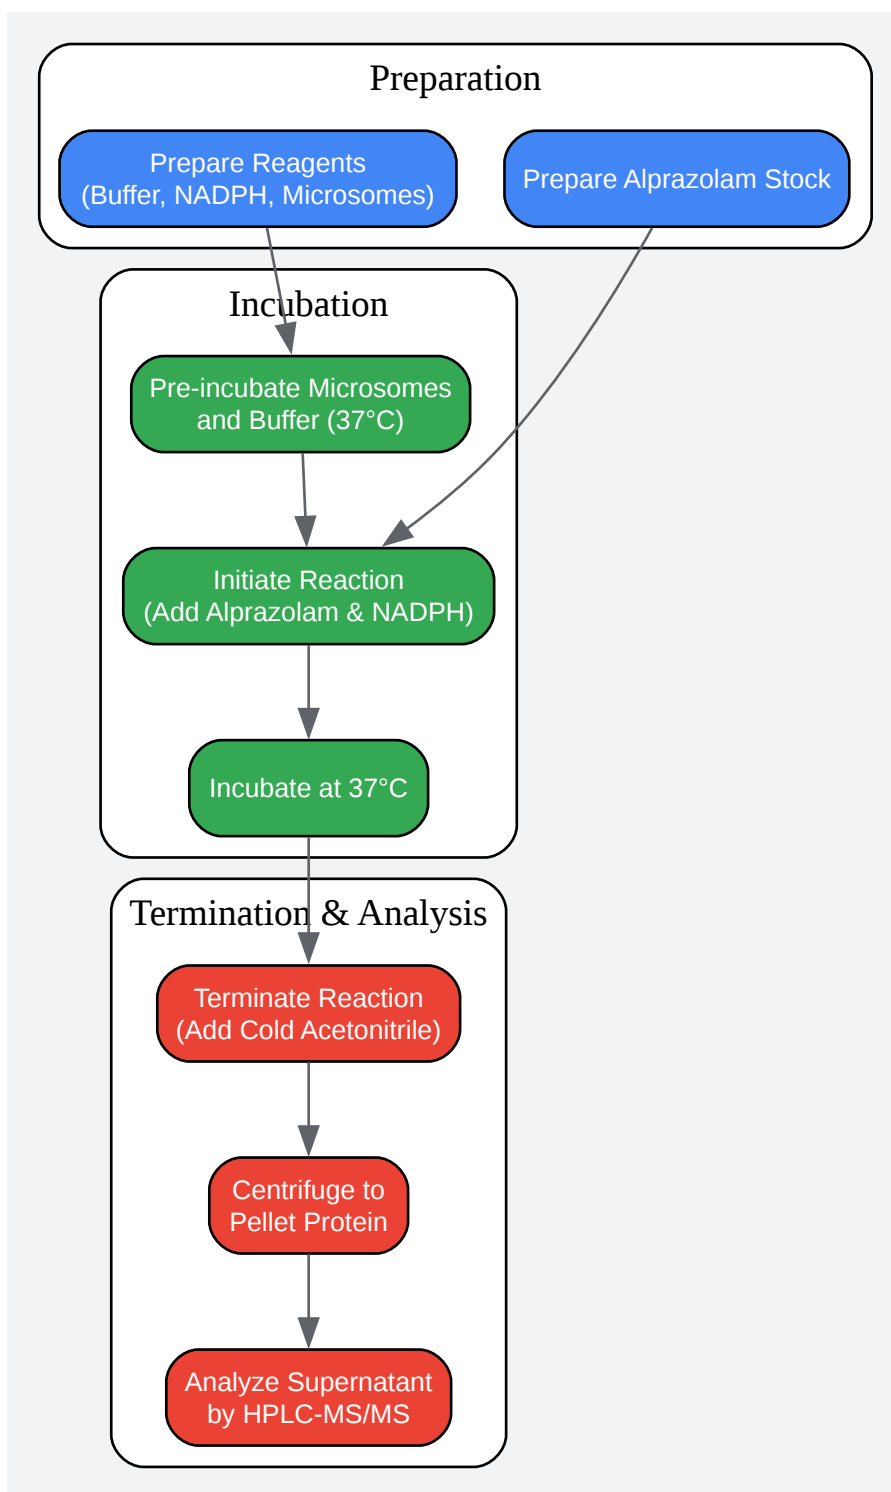 Preparation
Prepare Reagents
(Buffer, NADPH, Microsomes)
Prepare Alprazolam Stock
Incubation
Pre-incubate Microsomes
and Buffer (37°C)
Initiate Reaction
(Add Alprazolam & NADPH)
Incubate at 37°C
Termination & Analysis
Terminate Reaction
(Add Cold Acetonitrile)
Centrifuge to
Pellet Protein
Analyze Supernatant
by HPLC-MS/MS